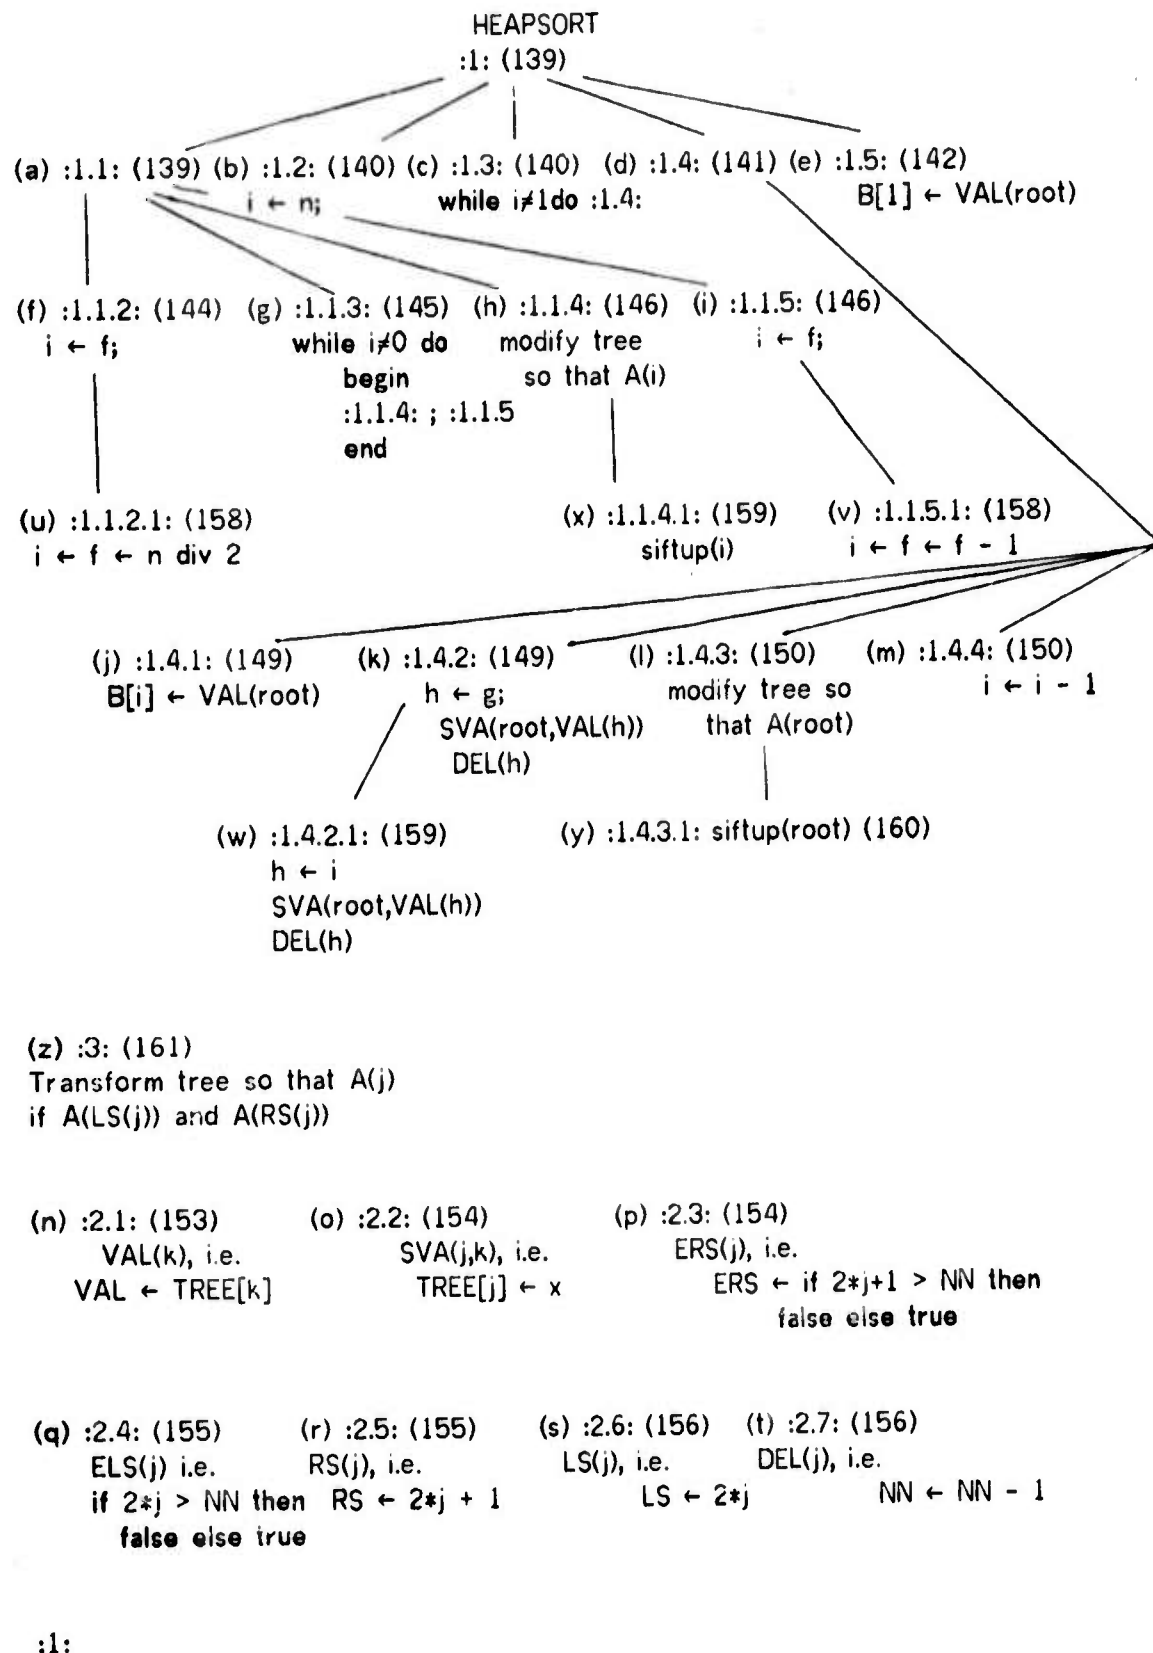 HEAPSORT
:1: (139)
(a) :1.1: (139) (b) :1.2: (140) (c) :1.3: (140) (d) :1.4: (141) (e) :1.5: (142)
i ← n; while i≠1do :1.4: B[1] ← VAL(root)
(f) :1.1.2: (144) (g) :1.1.3: (145) (h) :1.1.4: (146) (i) :1.1.5: (146)
i ← f; while i≠0 do modify tree i ← f;
begin so that A(i)
:1.1.4: ; :1.1.5
end
(u) :1.1.2.1: (158) (x) :1.1.4.1: (159) (v) :1.1.5.1: (158)
i ← f ← n div 2 siftup(i) i ← f ← f - 1
(j) :1.4.1: (149) (k) :1.4.2: (149) (l) :1.4.3: (150) (m) :1.4.4: (150)
B[i] ← VAL(root) h ← g; modify tree so i ← i - 1
SVA(root,VAL(h)) that A(root)
DEL(h)
(w) :1.4.2.1: (159) (y) :1.4.3.1: siftup(root) (160)
h ← i
SVA(root,VAL(h))
DEL(h)
(z) :3: (161)
Transform tree so that A(j)
if A(LS(j)) and A(RS(j))
(n) :2.1: (153) (o) :2.2: (154) (p) :2.3: (154)
VAL(k), i.e. SVA(j,k), i.e. ERS(j), i.e.
VAL ← TREE[k] TREE[j] ← x ERS ← if 2*j+1 > NN then
false else true
(q) :2.4: (155) (r) :2.5: (155) (s) :2.6: (156) (t) :2.7: (156)
ELS(j) i.e. RS(j), i.e. LS(j), i.e. DEL(j), i.e.
if 2*j > NN then RS ← 2*j + 1 LS ← 2*j NN ← NN - 1
false else true
:1: